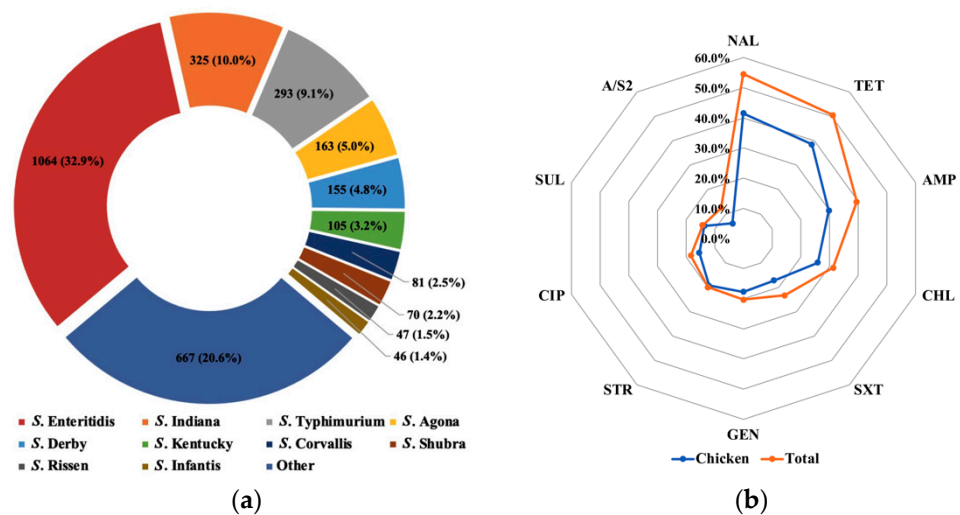 325 (10.0%)
293 (9.1%)
1064 (32.9%)
163 (5.0%)
155 (4.8%)
105 (3.2%)
81 (2.5%)
70 (2.2%)
47 (1.5%)
46 (1.4%)
667 (20.6%)
S. Enteritidis S. Indiana S. Typhimurium S. Agona
S. Derby S. Kentucky S. Corvallis S. Shubra
S. Rissen S. Infantis Other
(a)
NAL
60.0%
A/S2 TET
50.0%
40.0%
30.0%
SUL AMP
20.0%
10.0%
0.0%
CIP CHL
STR SXT
GEN
Chicken Total
(b)